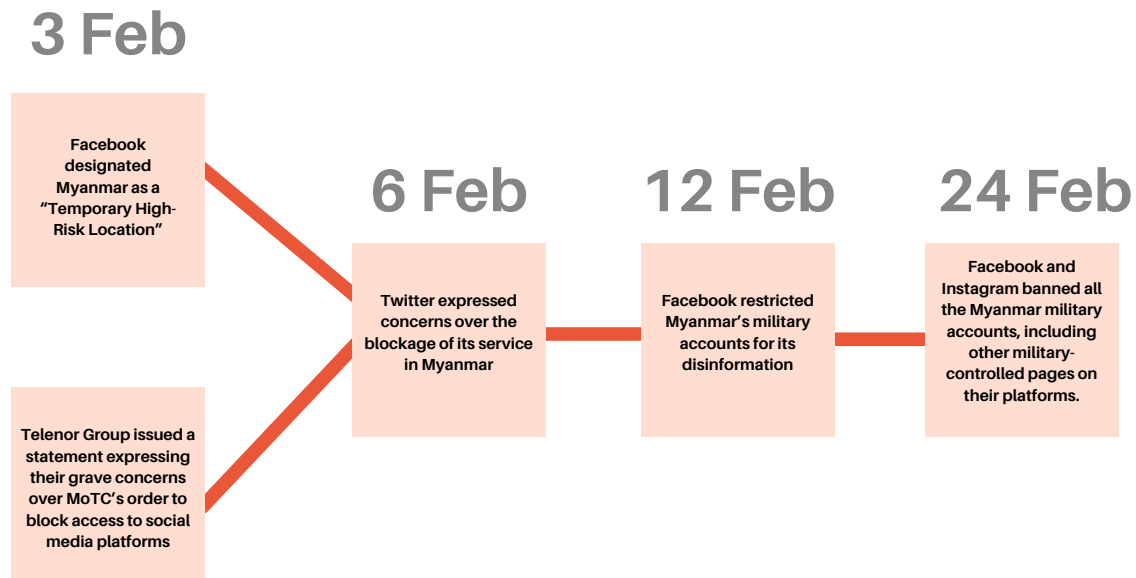 3 Feb
Facebook
designated
Myanmar as a
“Temporary High-
Risk Location”
Telenor Group issued a
statement expressing
their grave concerns
over MoTC’s order to
block access to social
media platforms
6 Feb
Twitter expressed
concerns over the
blockage of its service
in Myanmar
12 Feb
Facebook restricted
Myanmar’s military
accounts for its
disinformation
24 Feb
Facebook and
Instagram banned all
the Myanmar military
accounts, including
other military-
controlled pages on
their platforms.